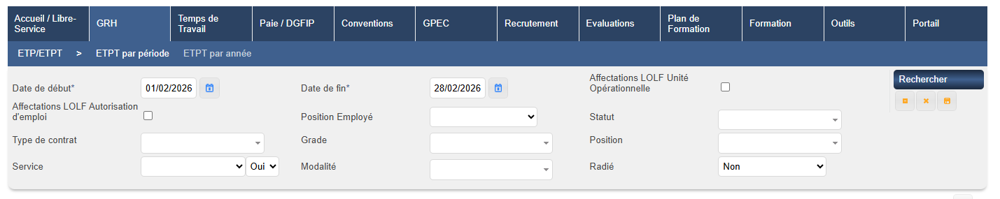 Accueil / Libre-
Service
GRH
Temps de
Travail
Paie / DGFIP
Conventions
GPEC
Recrutement
Evaluations
Plan de
Formation
Formation
Outils
Portail
ETP/ETPT > ETPT par période ETPT par année
Date de début* 01/02/2026
Date de fin* 28/02/2026
Affectations LOLF Unité
Opérationnelle
Rechercher
Affectations LOLF Autorisation
d'emploi
Position Employé
Statut
Type de contrat
Grade
Position
Service Oui
Modalité
Radié Non